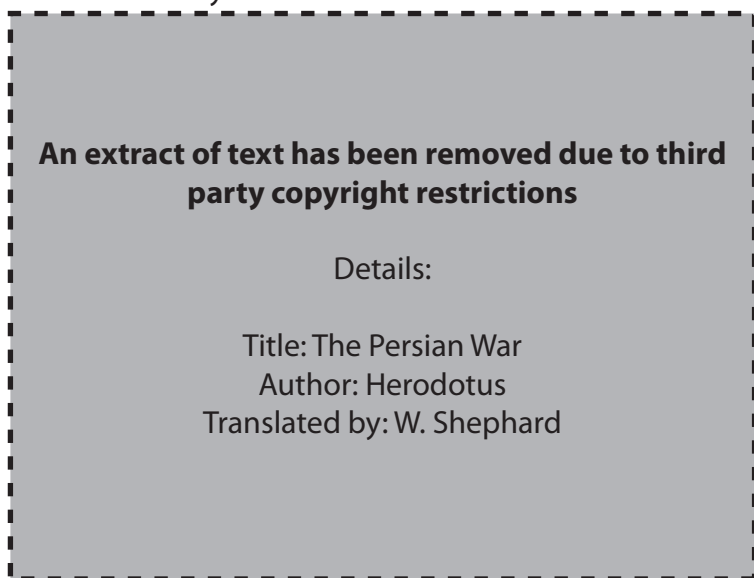 An extract of text has been removed due to third
party copyright restrictions
Details:
Title: The Persian War
Author: Herodotus
Translated by: W. Shephard